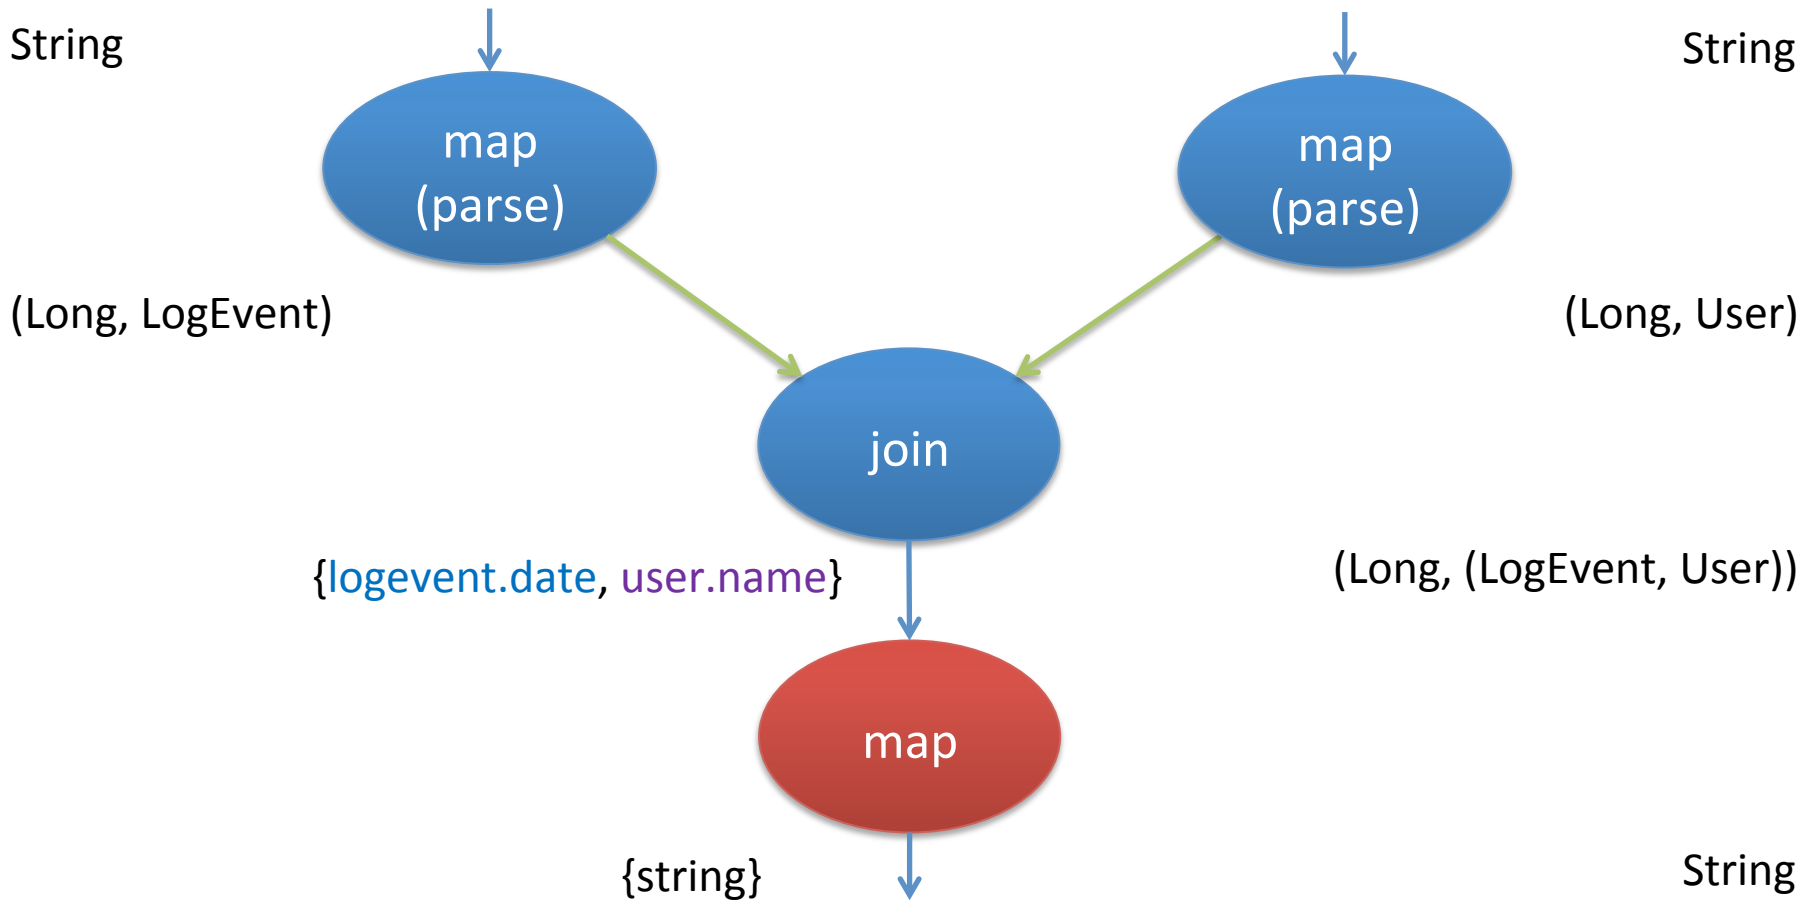 String
String
map
(parse)
map
(parse)
(Long, LogEvent)
(Long, User)
join
{logevent.date, user.name}
(Long, (LogEvent, User))
map
{string}
String